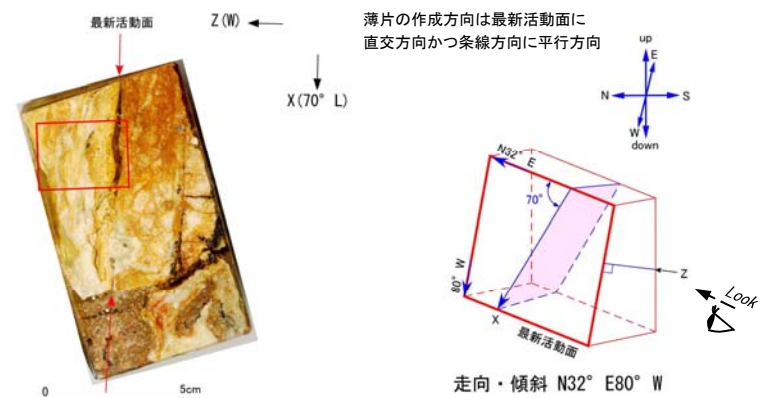 最新活動面
Z(W)
X(70° L)
0 5cm
薄片の作成方向は最新活動面に
直交方向かつ条線方向に平行方向
up
E
N S
W
down
N32° E
70°
80° W
Z
X
最新活動面
Look
走向・傾斜 N32° E80° W